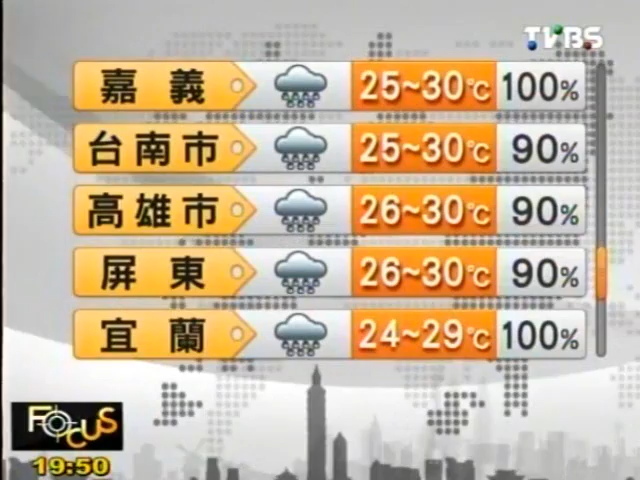 TVBS
嘉義 25~30℃ 100%
台南市 25~30℃ 90%
高雄市 26~30℃ 90%
屏東 26~30℃ 90%
宜蘭 24~29℃ 100%
FOCUS
19:50